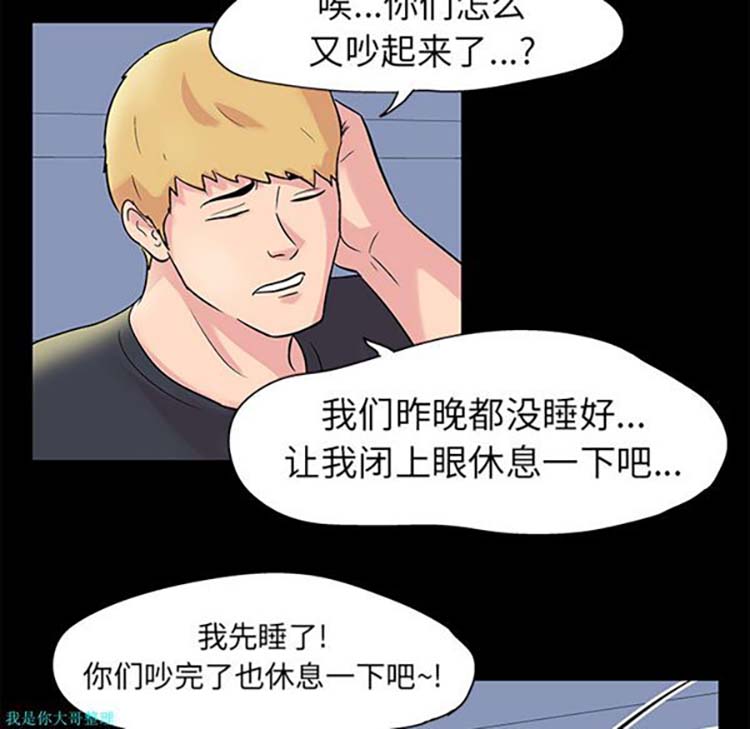 唉...你们怎么
又吵起来了...?
我们昨晚都没睡好...
让我闭上眼休息一下吧...
我先睡了!
你们吵完了也休息一下吧~!
我是你大哥整理